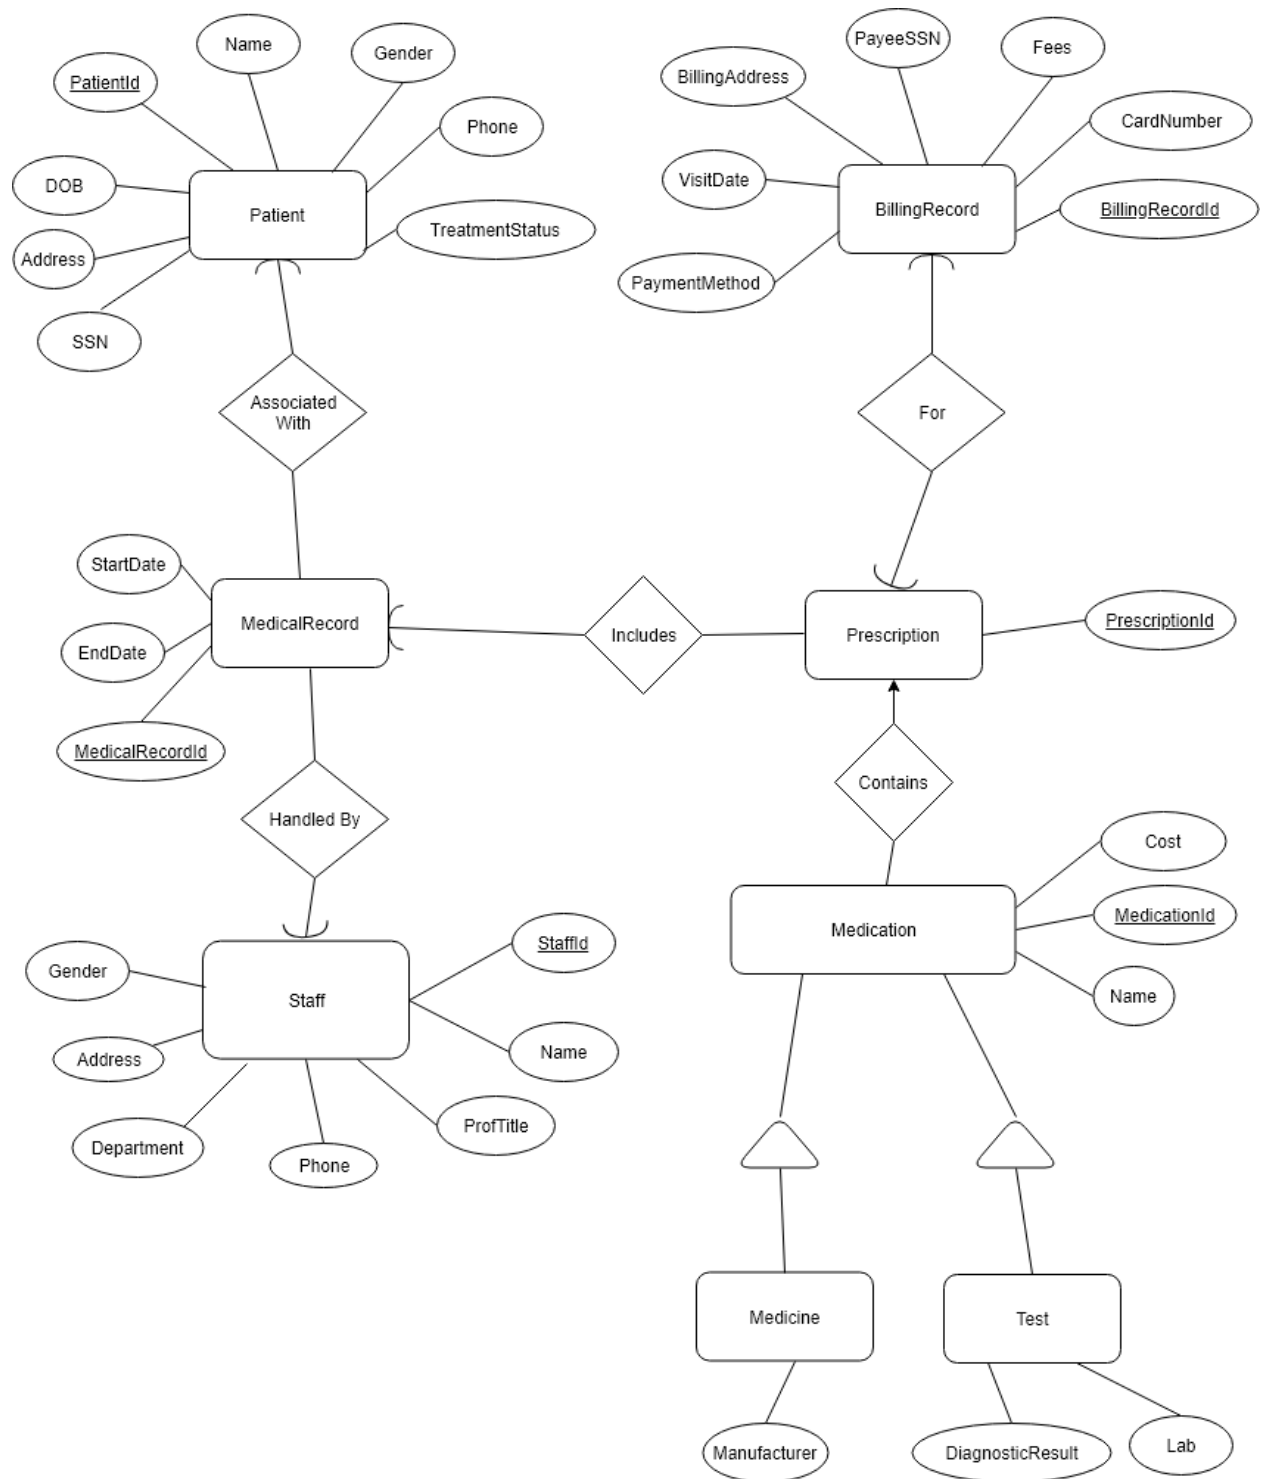 Name
Gender
PatientId
Phone
DOB
Patient
TreatmentStatus
Address
SSN
PayeeSSN
Fees
BillingAddress
CardNumber
VisitDate
BillingRecord
BillingRecordId
PaymentMethod
Associated
With
For
StartDate
MedicalRecord
EndDate
MedicalRecordId
Includes
Prescription
PrescriptionId
Handled By
Contains
Cost
Medication
MedicationId
Name
Gender
StaffId
Staff
Address
Name
Department
Phone
ProfTitle
Medicine
Test
Manufacturer
DiagnosticResult
Lab